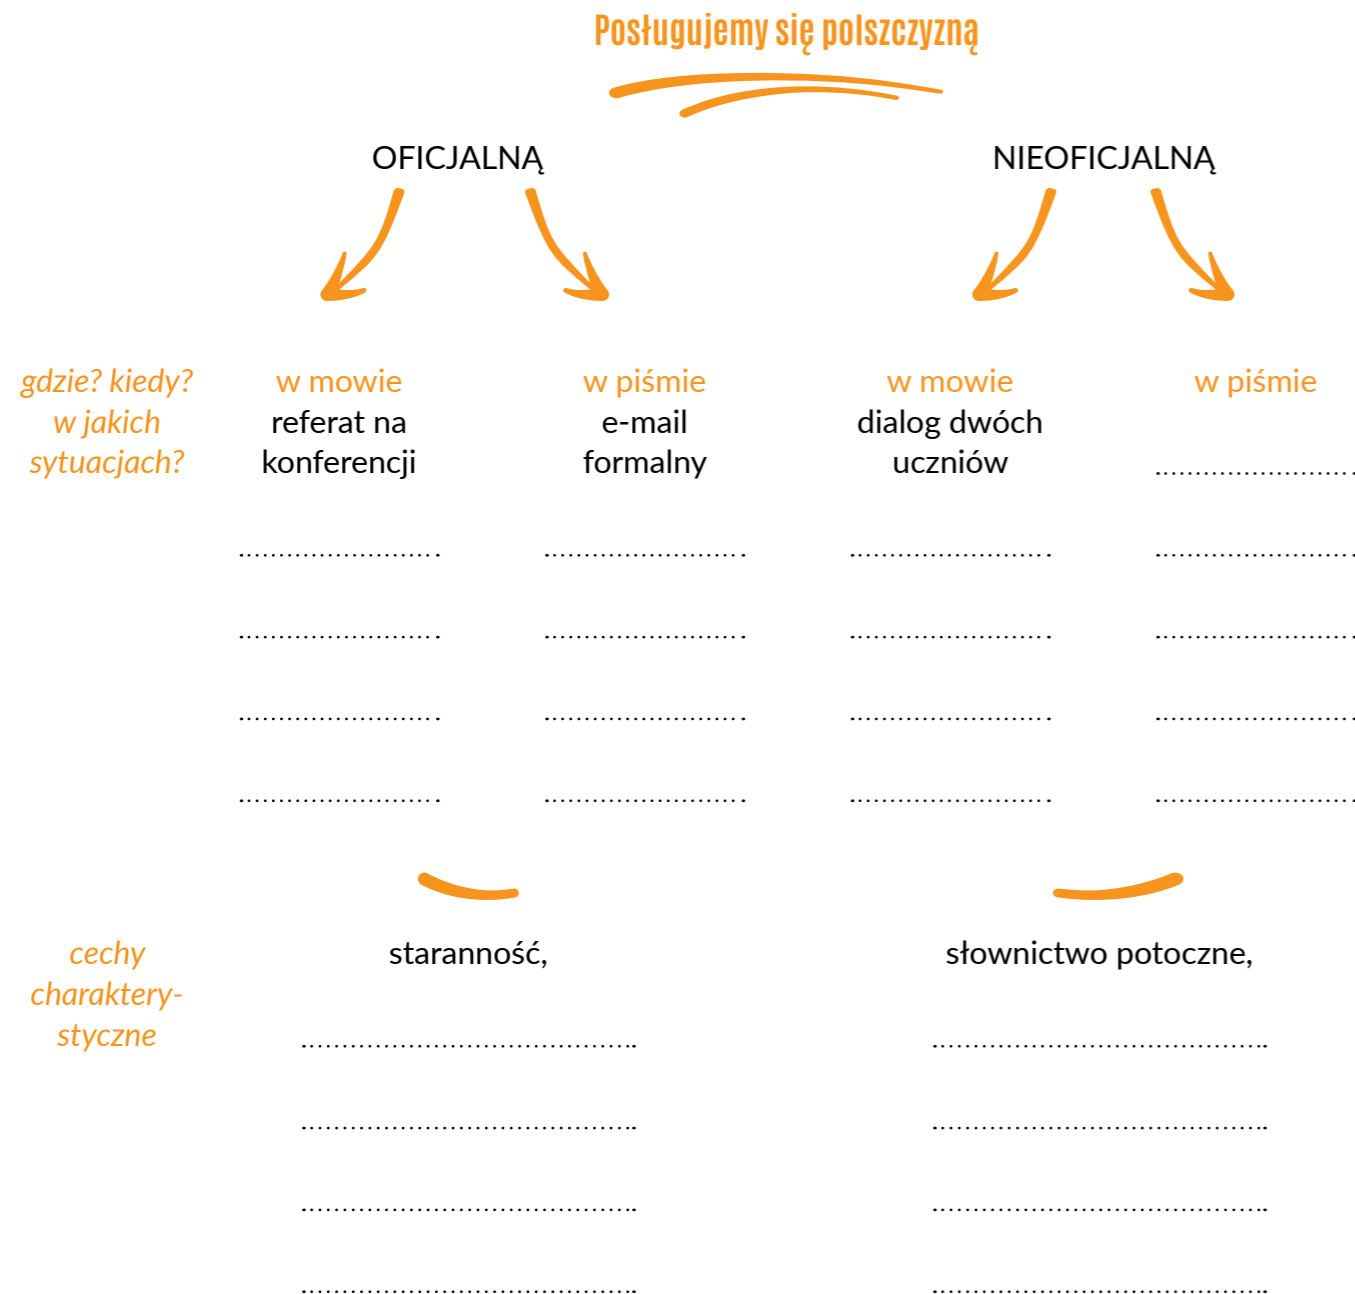 Posługujemy się polszczyzną
OFICJALNĄ
NIEOFICJALNĄ
gdzie? kiedy?
w jakich
sytuacjach?
w mowie
referat na
konferencji
w piśmie
e-mail
formalny
w mowie
dialog dwóch
uczniów
w piśmie
cechy
charaktery-
styczne
staranność,
słownictwo potoczne,